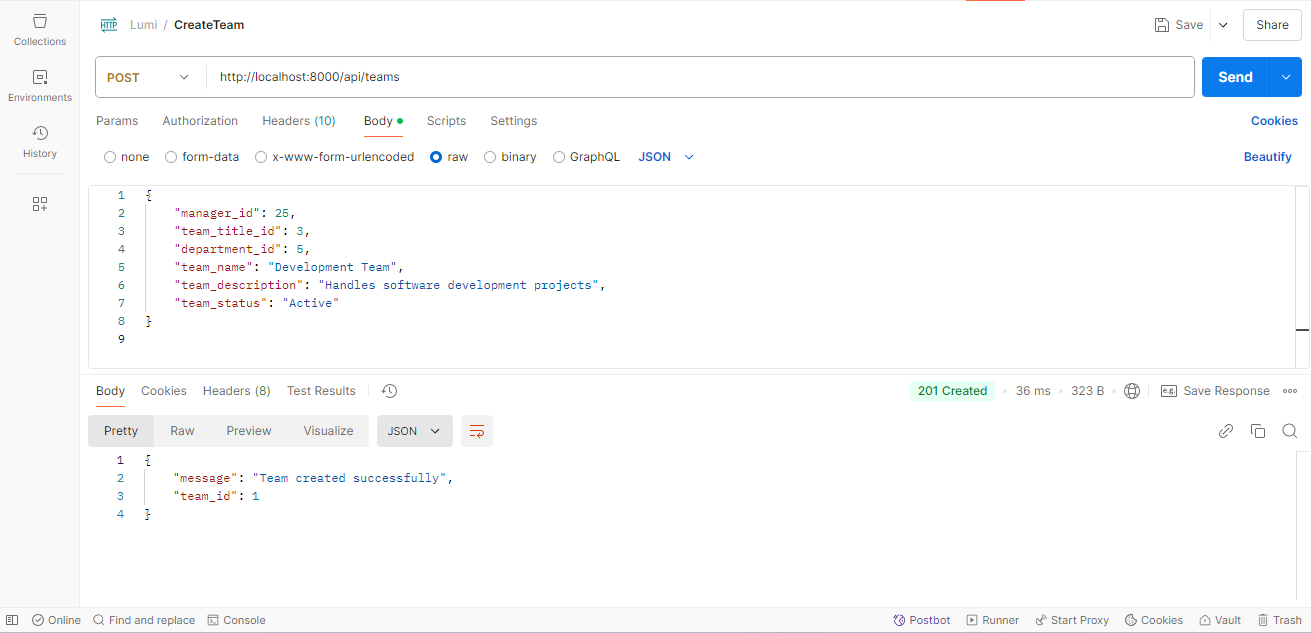 Collections
Environments
History
HTTP Lumi / CreateTeam Save Share
POST http://localhost:8000/api/teams Send
Params Authorization Headers (10) Body Scripts Settings Cookies
none form-data x-www-form-urlencoded raw binary GraphQL JSON Beautify
1 {
2 "manager_id": 25,
3 "team_title_id": 3,
4 "department_id": 5,
5 "team_name": "Development Team",
6 "team_description": "Handles software development projects",
7 "team_status": "Active"
8 }
9
Body Cookies Headers (8) Test Results 201 Created 36 ms 323 B e.g. Save Response
Pretty Raw Preview Visualize JSON
1 {
2 "message": "Team created successfully",
3 "team_id": 1
4 }
Online Find and replace Console Postbot Runner Start Proxy Cookies Vault Trash